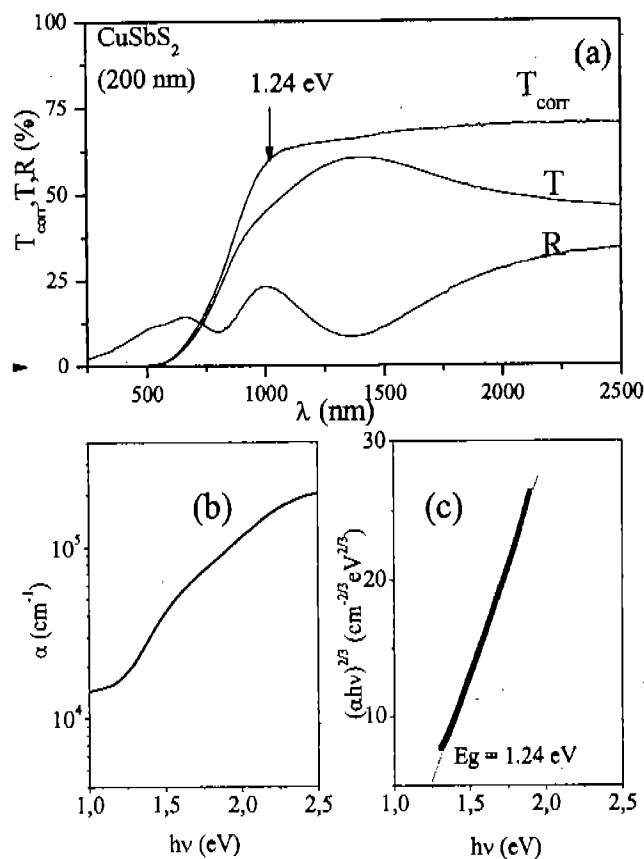 100
CuSbS2
(200 nm)
(a)
1.24 eV
Tcorr
75
T
50
R
25
0
Tcorr,T,R (%)
500 1000 1500 2000 2500
λ (nm)
(b)
10^5
10^4
α (cm^-1)
1,0 1,5 2,0 2,5
hν (eV)
30
(c)
20
10
(αhν)^2/3 (cm^-2/3 eV^2/3)
Eg = 1.24 eV
1,0 1,5 2,0 2,5
hν (eV)